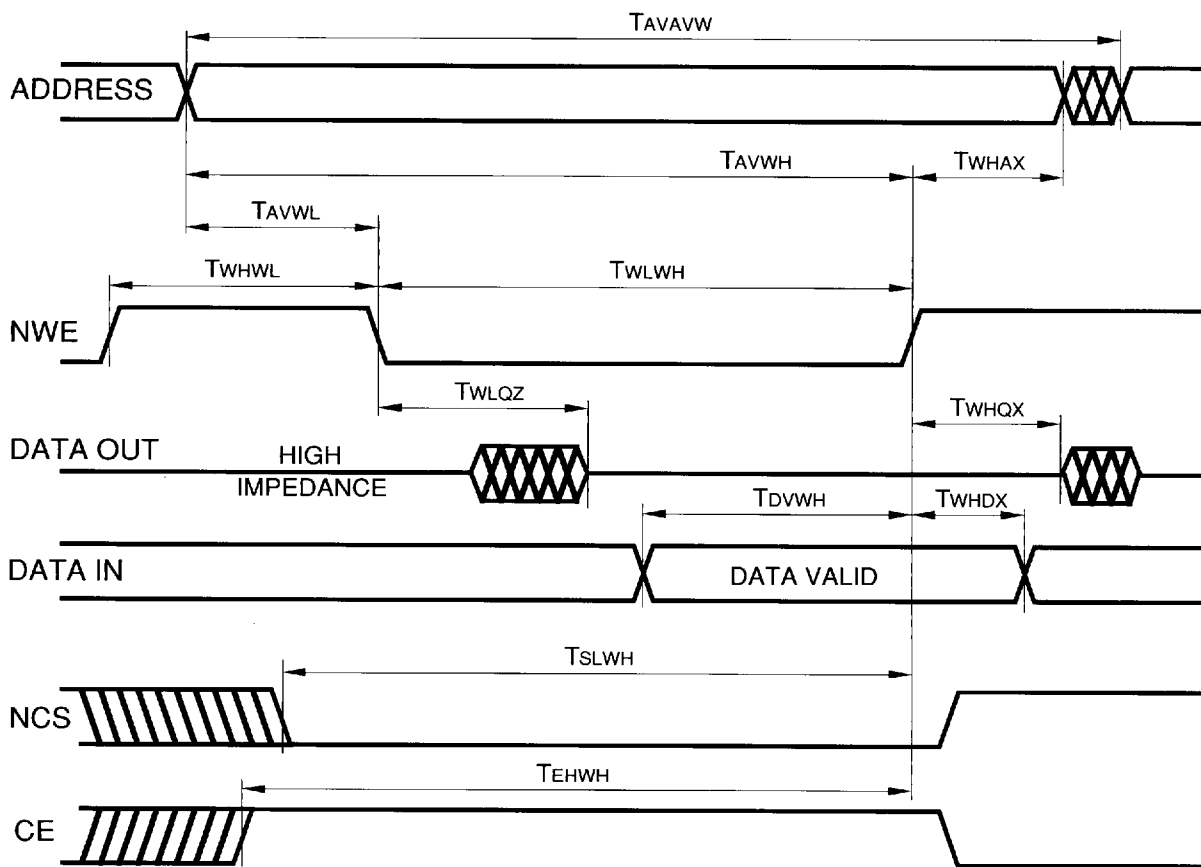 TAVAVW
ADDRESS
TAVWH
TWHAX
TAVWL
TWHWL
TWLWH
NWE
TWLQZ
TWHQX
DATA OUT
HIGH
IMPEDANCE
TDVWH
TWHDX
DATA IN
DATA VALID
TSLWH
NCS
TEHWH
CE